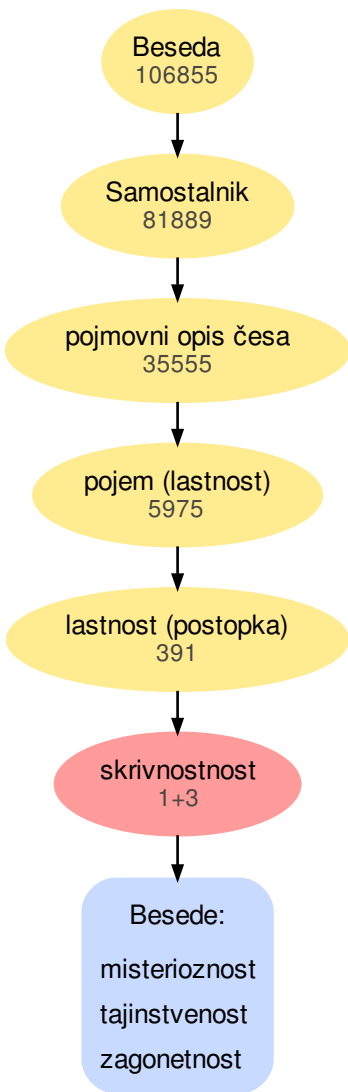 Beseda
106855
Samostalnik
81889
pojmovni opis česa
35555
pojem (lastnost)
5975
lastnost (postopka)
391
skrivnostnost
1+3
Besede:
misterioznost
tajinstvenost
zagonetnost